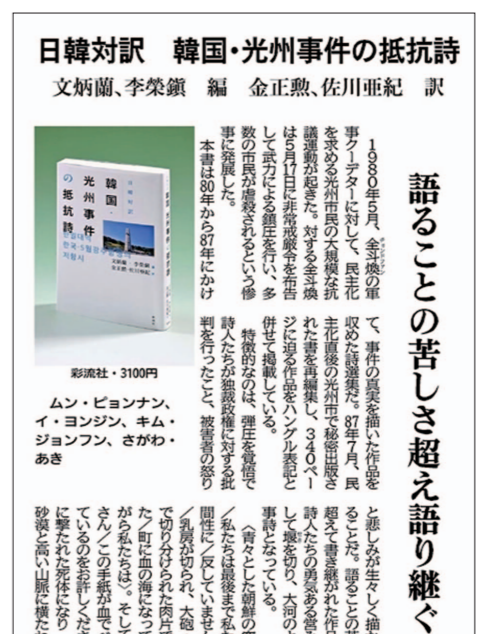 日韓対訳　韓国・光州事件の抵抗詩
文炳蘭、李榮鎭　編　金正勲、佐川亜紀　訳
語ることの苦しさ超え語り継ぐ
1980年5月、全斗煥の軍
事クーデターに対して、民主化
を求める光州市民の大規模な抗
議運動が起きた。対する全斗煥
は5月17日に非常戒厳令を布告
して武力による鎮圧を行い、多
数の市民が虐殺されるという惨
事に発展した。
本書は80年から87年にかけ
て、事件の真実を描いた作品を
収めた詩選集だ。87年7月、民
主化直後の光州市で秘密出版さ
れた書を再編集し、340ペー
ジに迫る作品をハングル表記と
併せて掲載している。
特徴的なのは、弾圧を覚悟で
詩人たちが独裁政権に対する批
判を行ったこと、被害者の怒り
と悲しみが生々しく描
ることだ。語ることの
超えて書き継がれた作品
詩人たちの勇気ある営
して堰を切り、大河の
事詩となっている。
〈青々とした朝鮮の空
／私たちは最後まで私た
間性に／反していません
／乳房が切られ、大砲
で切り分けられた肉片で
た／町に血の海になって
がら私たちは〉。そして
さん／この手紙が血で
ているのをお許しくださ
に撃たれた死体になり
砂漠と高い山脈に横たわ
韓国・
光州事件
の抵抗詩
彩流社・3100円
ムン・ビョンナン、
イ・ヨンジン、キム・
ジョンフン、さがわ・
あき